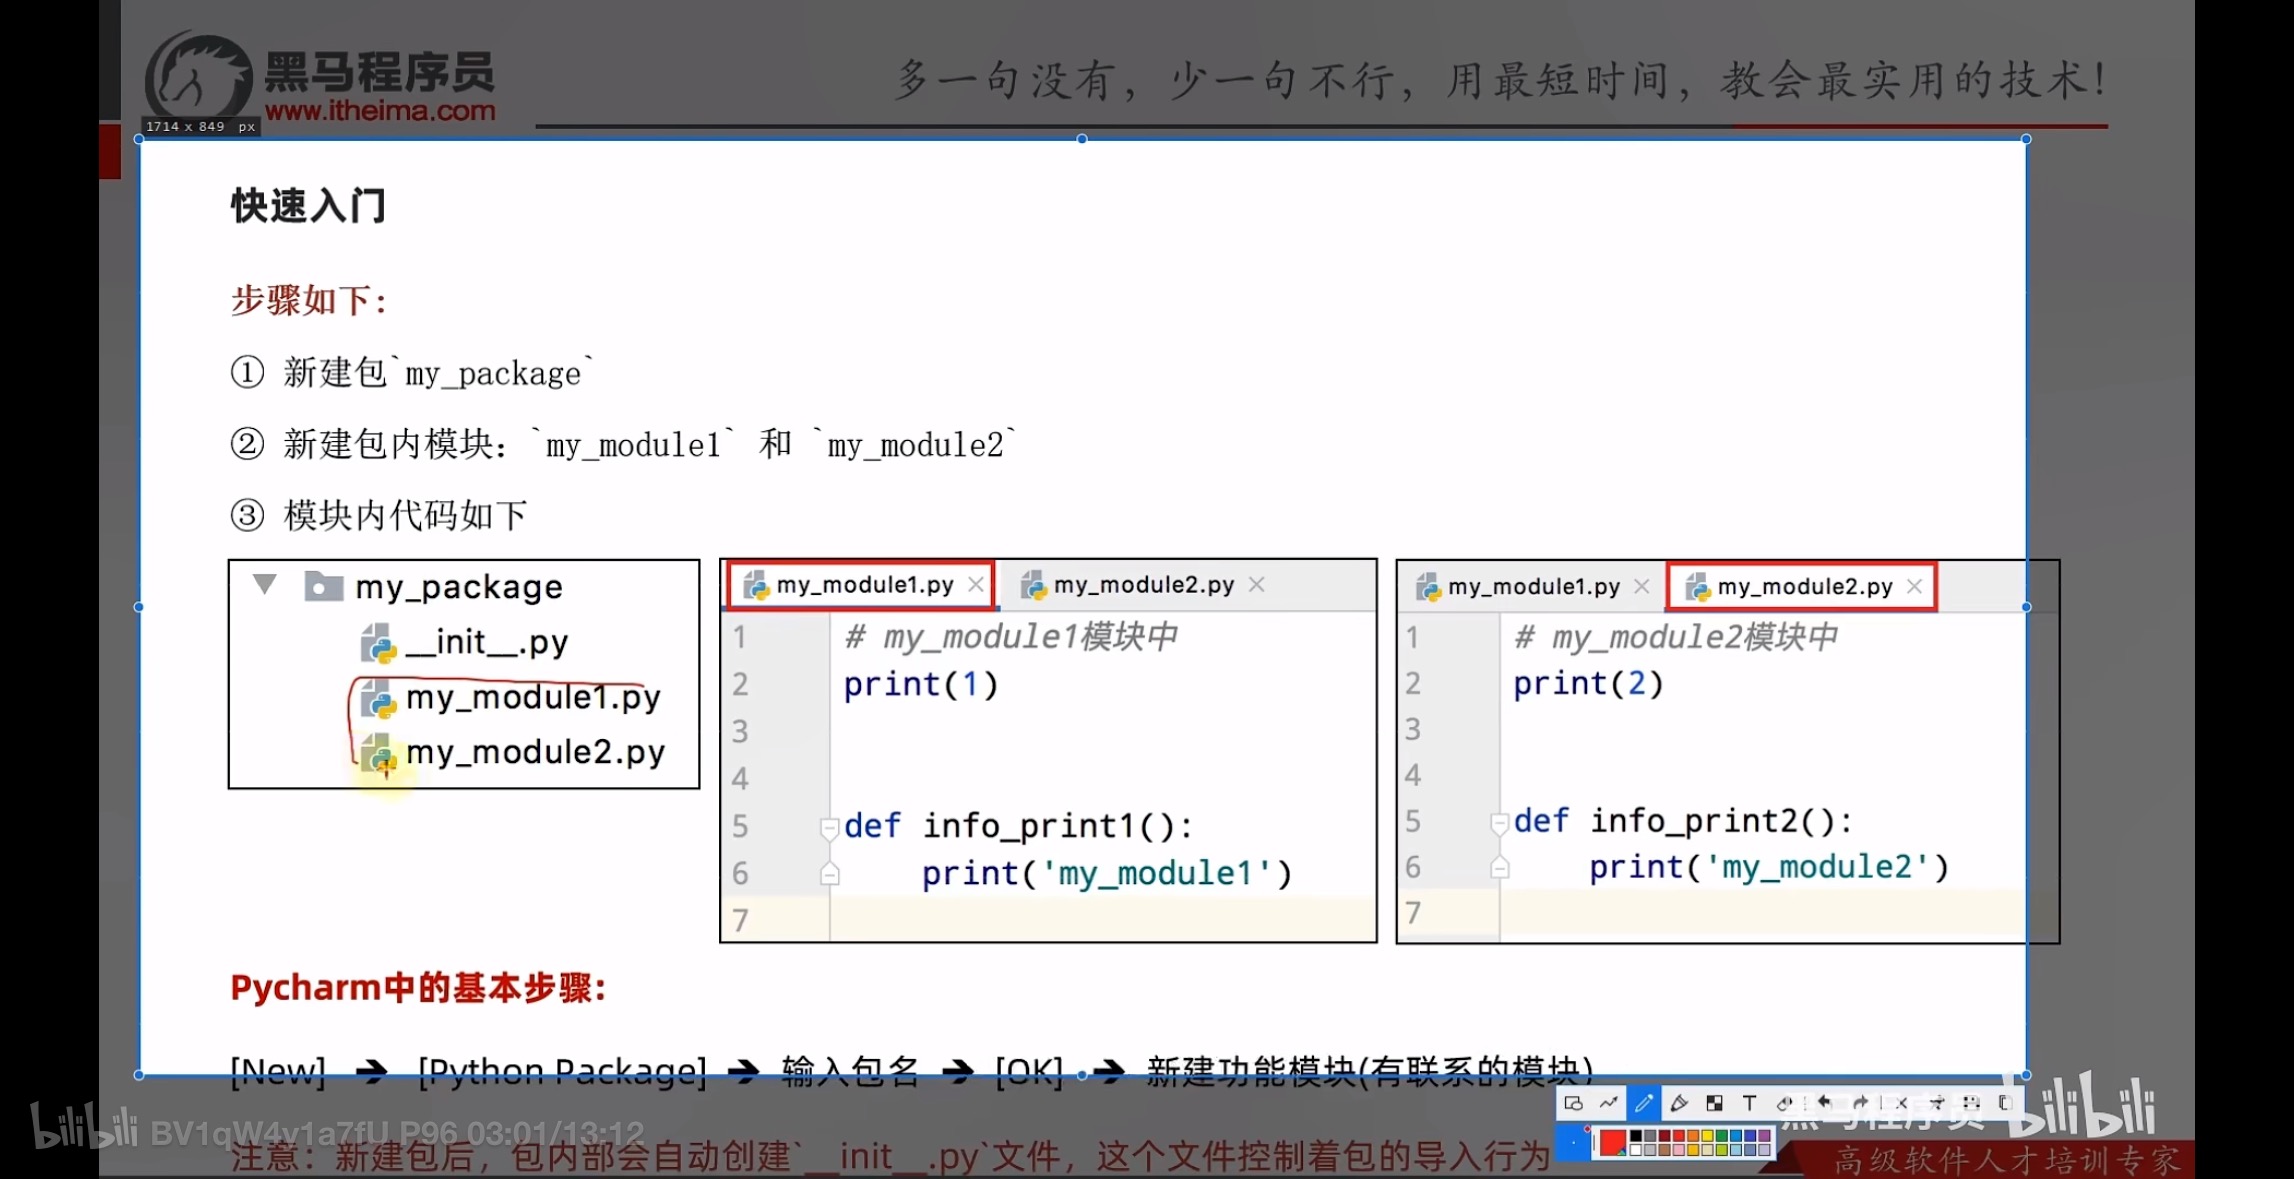 黑马程序员
www.itheima.com
多一句没有，少一句不行，用最短时间，教会最实用的技术！
1714 x 849 px
快速入门
步骤如下：
① 新建包`my_package`
② 新建包内模块：`my_module1` 和 `my_module2`
③ 模块内代码如下
my_package
__init__.py
my_module1.py
my_module2.py
my_module1.py my_module2.py
1 # my_module1模块中
2 print(1)
3
4
5 def info_print1():
6 print('my_module1')
7
my_module1.py my_module2.py
1 # my_module2模块中
2 print(2)
3
4
5 def info_print2():
6 print('my_module2')
7
Pycharm中的基本步骤：
[New] ➔ [Python Package] ➔ 输入包名 ➔ [OK] ➔ 新建功能模块(有联系的模块)
T
黑马程序员 bilibili
bilibili BV1qW4y1a7fU P96 03:01/13:12
注意：新建包后，包内部会自动创建`__init__.py`文件，这个文件控制着包的导入行为
高级软件人才培训专家